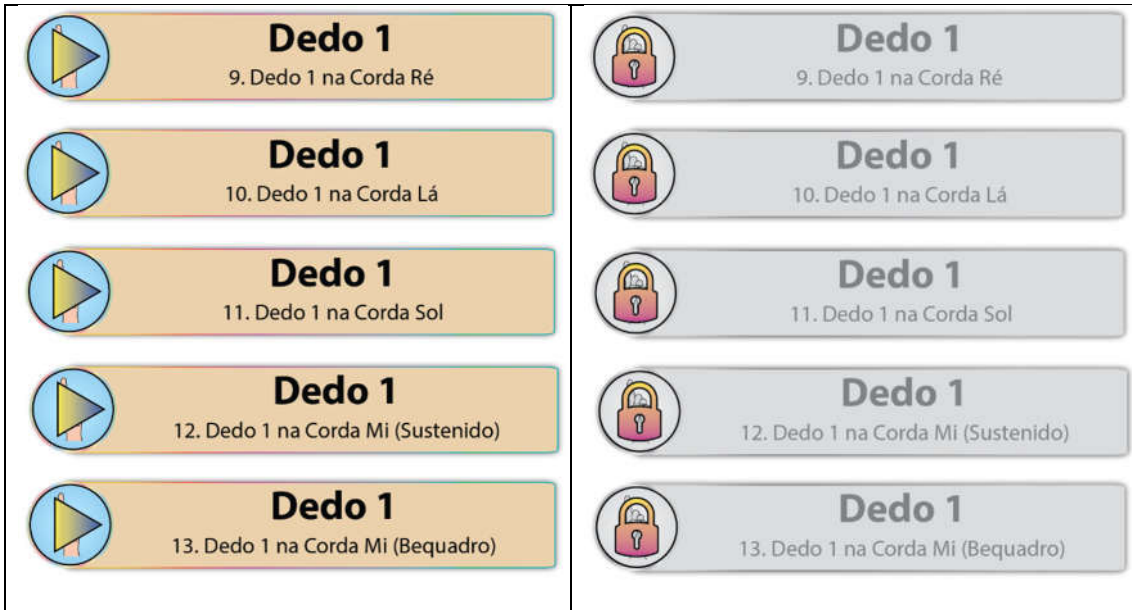 Dedo 1
9. Dedo 1 na Corda Ré
Dedo 1
10. Dedo 1 na Corda Lá
Dedo 1
11. Dedo 1 na Corda Sol
Dedo 1
12. Dedo 1 na Corda Mi (Sustenido)
Dedo 1
13. Dedo 1 na Corda Mi (Bequadro)
Dedo 1
9. Dedo 1 na Corda Ré
Dedo 1
10. Dedo 1 na Corda Lá
Dedo 1
11. Dedo 1 na Corda Sol
Dedo 1
12. Dedo 1 na Corda Mi (Sustenido)
Dedo 1
13. Dedo 1 na Corda Mi (Bequadro)